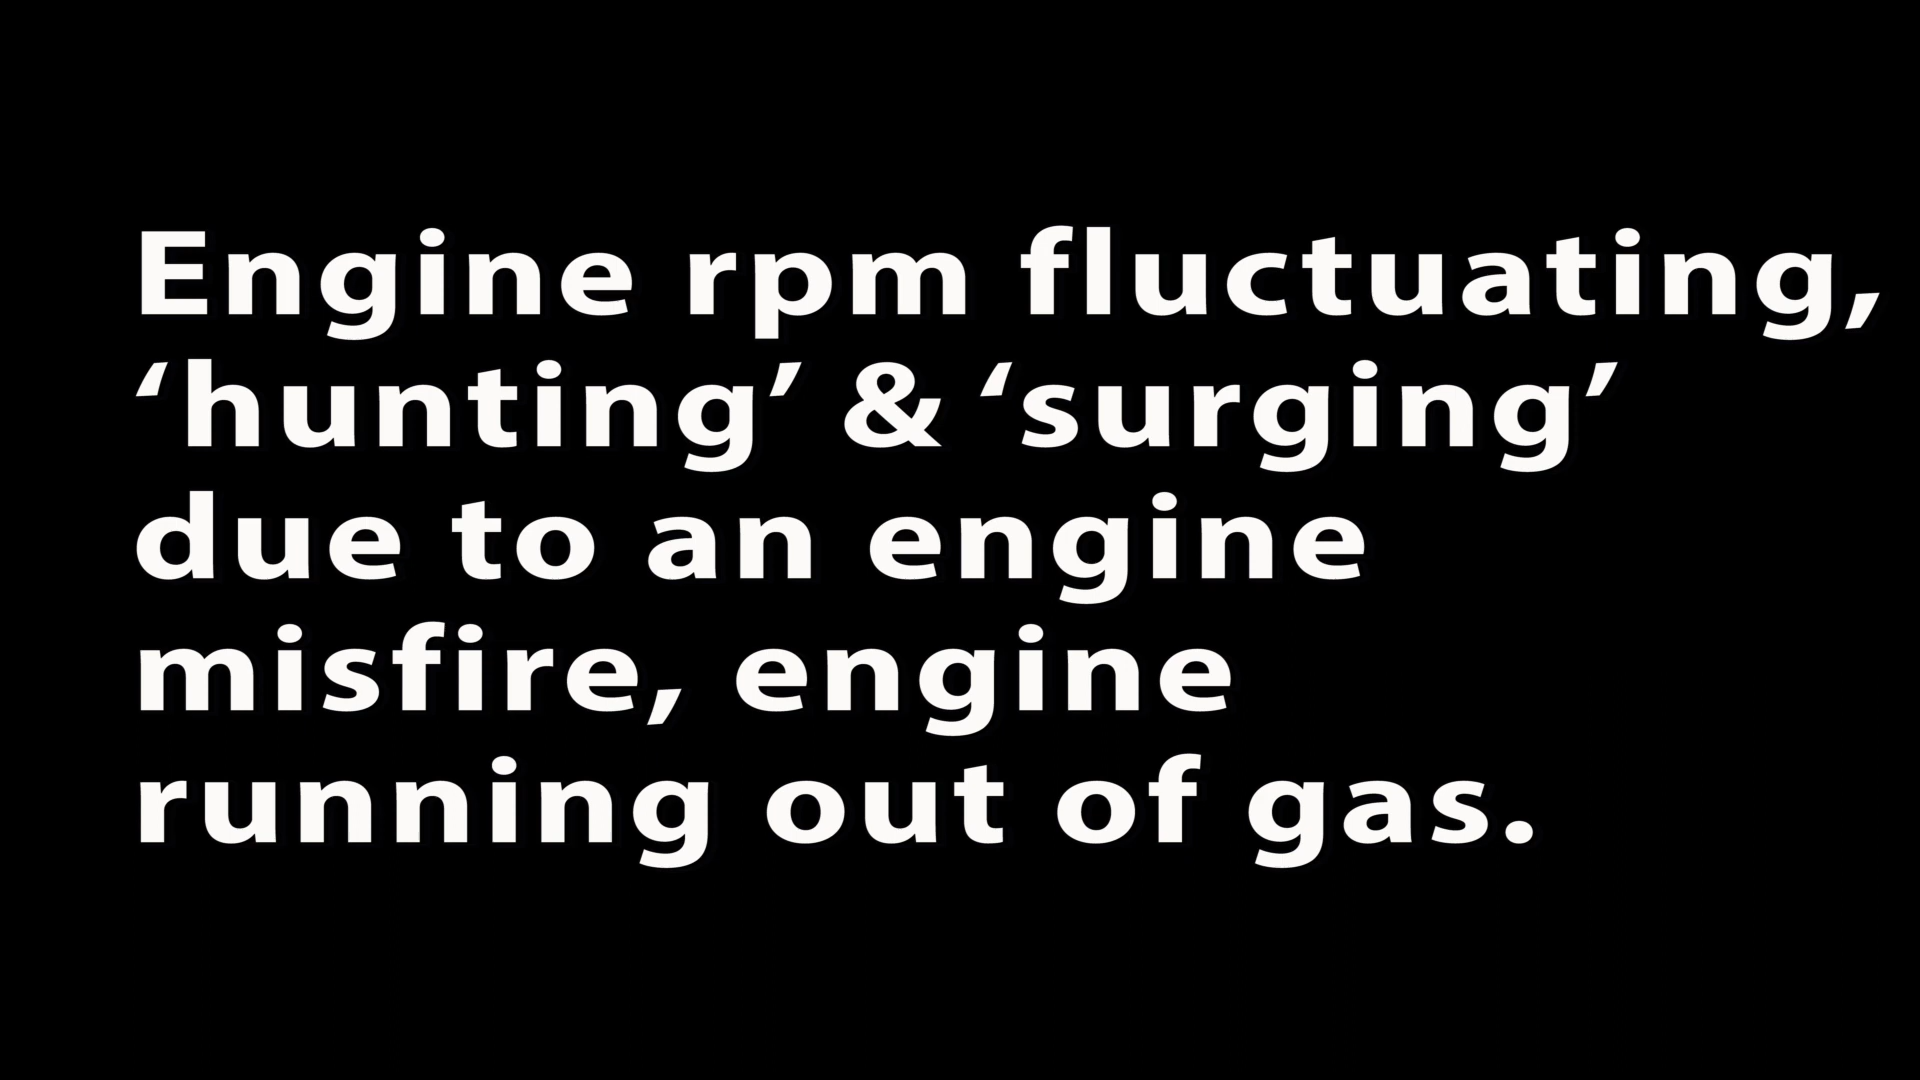 Engine rpm fluctuating,
‘hunting’ & ‘surging’
due to an engine
misfire, engine
running out of gas.